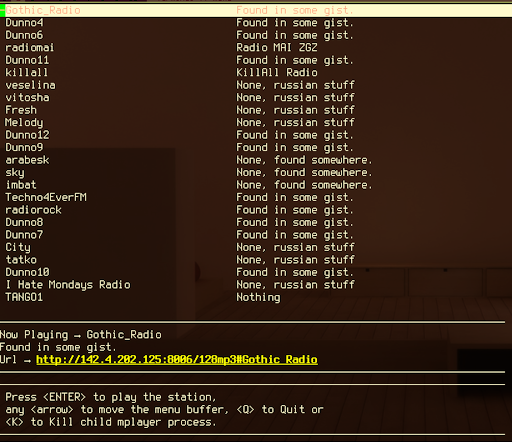 Gothic_Radio Found in some gist.
Dunno4 Found in some gist.
Dunno6 Found in some gist.
radiomai Radio MAI ZGZ
Dunno11 Found in some gist.
killall KillAll Radio
veselina None, russian stuff
vitosha None, russian stuff
Fresh None, russian stuff
Melody None, russian stuff
Dunno12 Found in some gist.
Dunno9 Found in some gist.
arabesk None, found somewhere.
sky None, found somewhere.
imbat None, found somewhere.
Techno4EverFM Found in some gist.
radiorock Found in some gist.
Dunno8 Found in some gist.
Dunno7 Found in some gist.
City None, russian stuff
tatko None, russian stuff
Dunno10 Found in some gist.
I Hate Mondays Radio None, russian stuff
TANGO1 Nothing
Now Playing → Gothic_Radio
Found in some gist.
Url → http://142.4.202.125:8006/128mp3#Gothic Radio
Press <ENTER> to play the station,
any <arrow> to move the menu buffer, <Q> to Quit or
<K> to Kill child mplayer process.